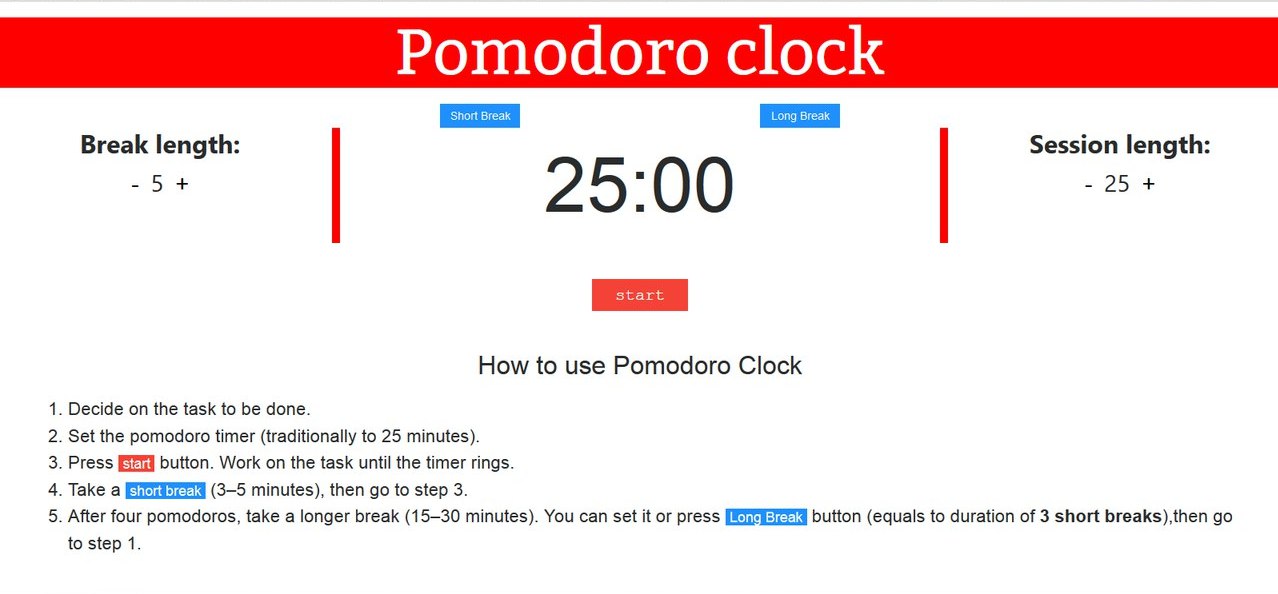 Pomodoro clock
Short Break
Long Break
Break length:
- 5 +
25:00
Session length:
- 25 +
start
How to use Pomodoro Clock
1. Decide on the task to be done.
2. Set the pomodoro timer (traditionally to 25 minutes).
3. Press start button. Work on the task until the timer rings.
4. Take a short break (3–5 minutes), then go to step 3.
5. After four pomodoros, take a longer break (15–30 minutes). You can set it or press Long Break button (equals to duration of 3 short breaks),then go
to step 1.